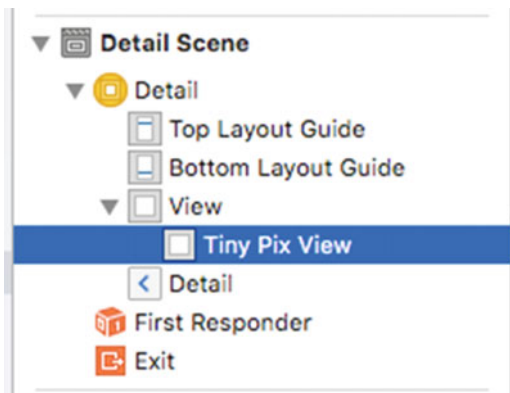 Detail Scene
Detail
Top Layout Guide
Bottom Layout Guide
View
Tiny Pix View
Detail
First Responder
Exit